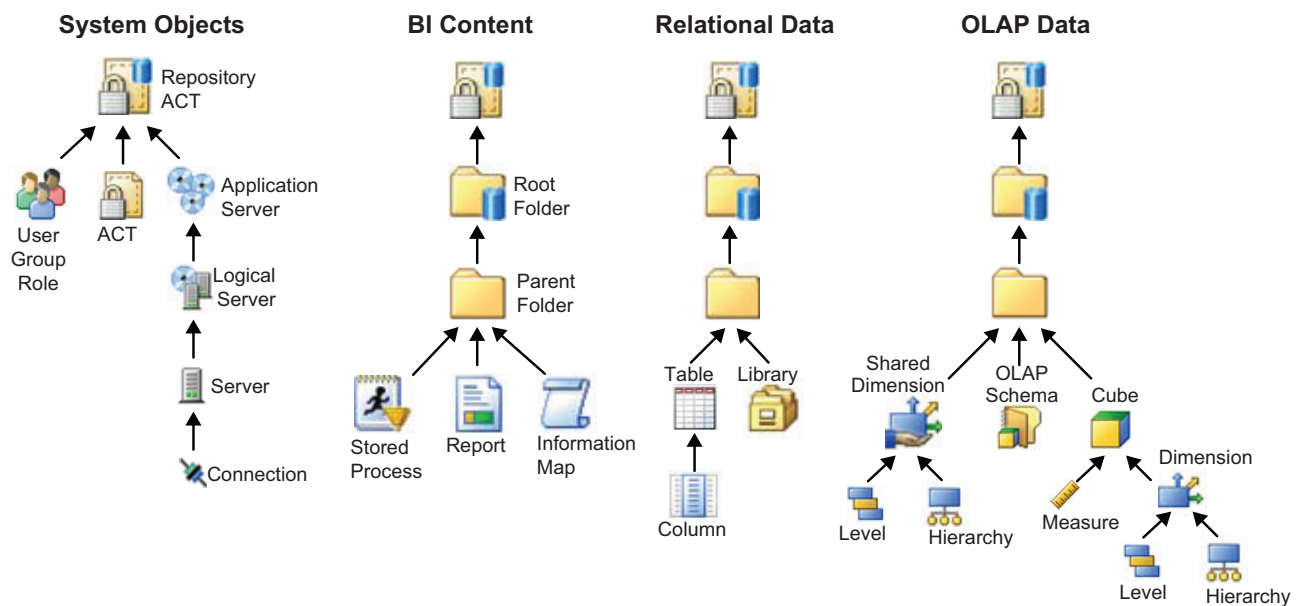 System Objects
Repository
ACT
User
Group
Role
ACT
Application
Server
Logical
Server
Server
Connection
BI Content
Root
Folder
Parent
Folder
Stored
Process
Report
Information
Map
Relational Data
Table
Library
Column
OLAP Data
Shared
Dimension
OLAP
Schema
Cube
Level
Hierarchy
Measure
Dimension
Level
Hierarchy